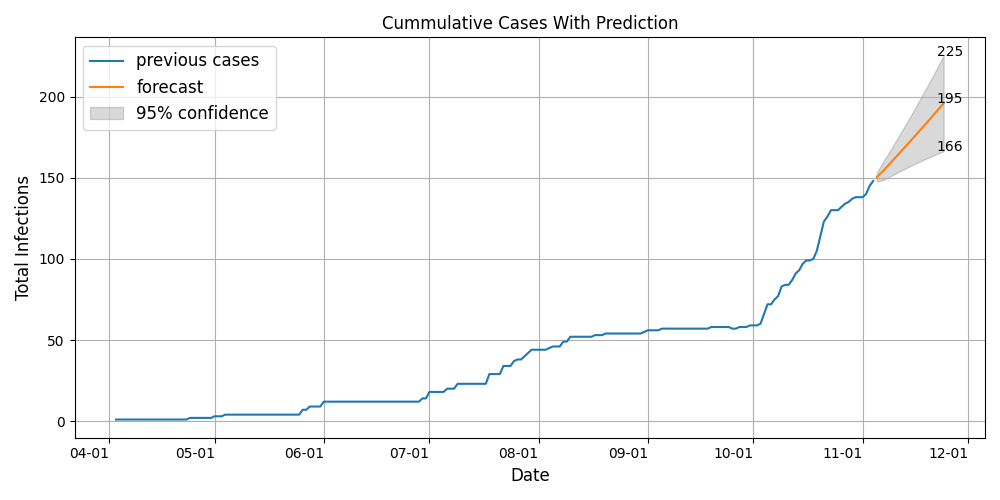 Cummulative Cases With Prediction
previous cases
forecast
95% confidence
225
195
166
200
150
100
50
0
Total Infections
04-01 05-01 06-01 07-01 08-01 09-01 10-01 11-01 12-01
Date